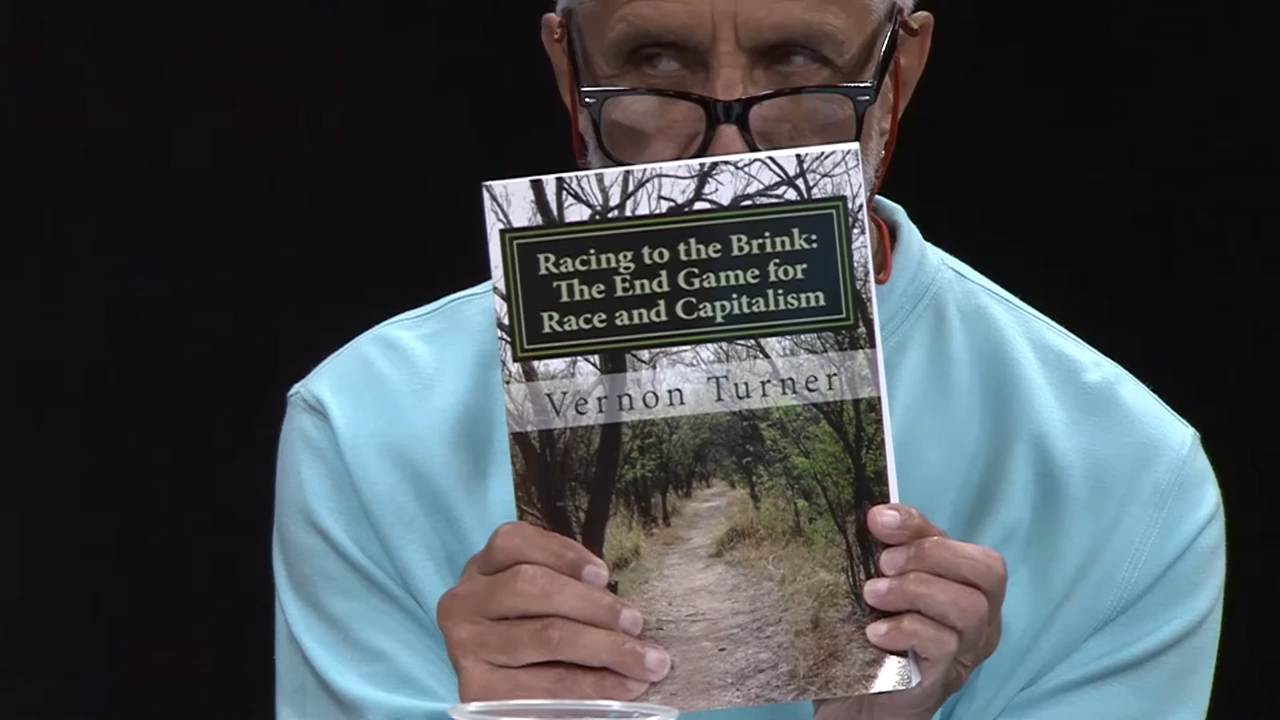 Racing to the Brink:
The End Game for
Race and Capitalism
Vernon Turner